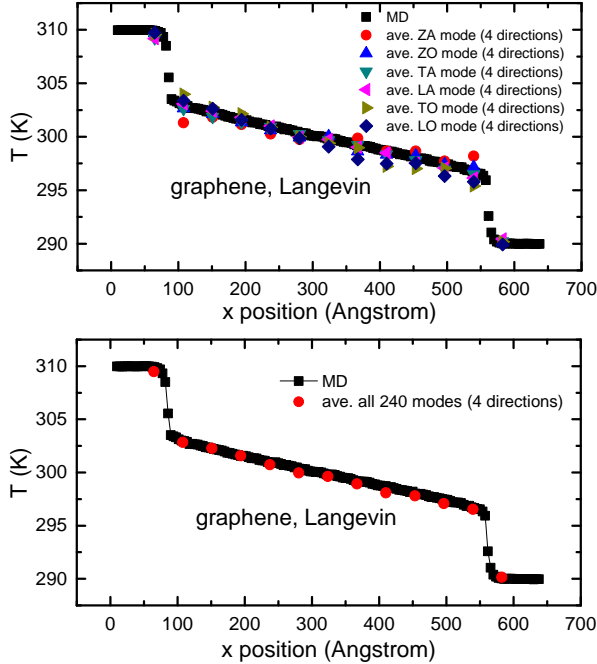 MD
ave. ZA mode (4 directions)
ave. ZO mode (4 directions)
ave. TA mode (4 directions)
ave. LA mode (4 directions)
ave. TO mode (4 directions)
ave. LO mode (4 directions)
310
305
300
295
290
T (K)
graphene, Langevin
0 100 200 300 400 500 600 700
x position (Angstrom)
MD
ave. all 240 modes (4 directions)
310
305
300
295
290
T (K)
graphene, Langevin
0 100 200 300 400 500 600 700
x position (Angstrom)